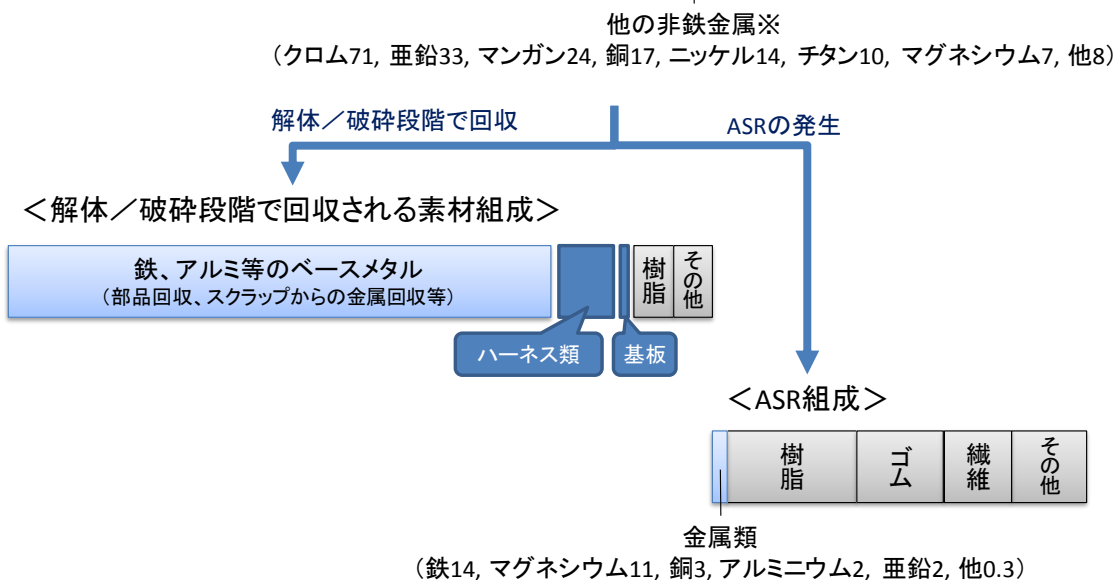 他の非鉄金属※
（クロム71, 亜鉛33, マンガン24, 銅17, ニッケル14, チタン10, マグネシウム7, 他8）
解体／破砕段階で回収
ASRの発生
＜解体／破砕段階で回収される素材組成＞
鉄、アルミ等のベースメタル
（部品回収、スクラップからの金属回収等）
樹脂
その他
ハーネス類
基板
＜ASR組成＞
樹脂
ゴム
繊維
その他
金属類
（鉄14, マグネシウム11, 銅3, アルミニウム2, 亜鉛2, 他0.3）